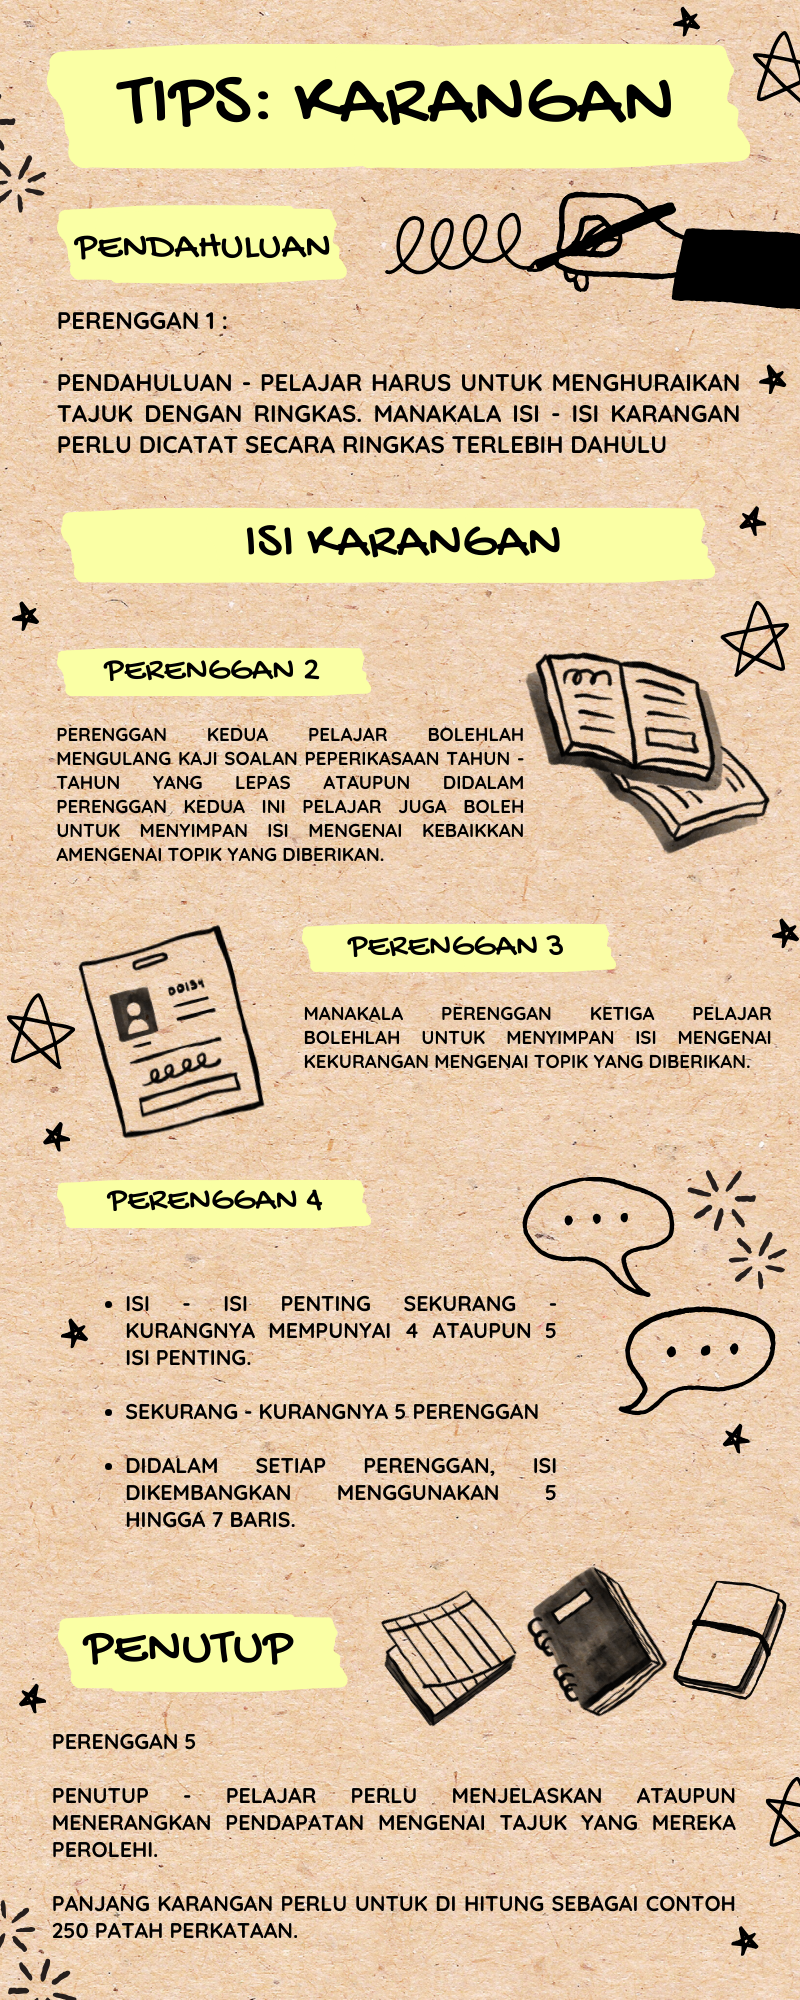 TIPS: KARANGAN
PENDAHULUAN
PERENGGAN 1 :
PENDAHULUAN - PELAJAR HARUS UNTUK MENGHURAIKAN
TAJUK DENGAN RINGKAS. MANAKALA ISI - ISI KARANGAN
PERLU DICATAT SECARA RINGKAS TERLEBIH DAHULU
ISI KARANGAN
PERENGGAN 2
PERENGGAN KEDUA PELAJAR BOLEHLAH
MENGULANG KAJI SOALAN PEPERIKASAAN TAHUN -
TAHUN YANG LEPAS ATAUPUN DIDALAM
PERENGGAN KEDUA INI PELAJAR JUGA BOLEH
UNTUK MENYIMPAN ISI MENGENAI KEBAIKKAN
AMENGENAI TOPIK YANG DIBERIKAN.
PERENGGAN 3
MANAKALA PERENGGAN KETIGA PELAJAR
BOLEHLAH UNTUK MENYIMPAN ISI MENGENAI
KEKURANGAN MENGENAI TOPIK YANG DIBERIKAN.
PERENGGAN 4
• ISI - ISI PENTING SEKURANG -
KURANGNYA MEMPUNYAI 4 ATAUPUN 5
ISI PENTING.
• SEKURANG - KURANGNYA 5 PERENGGAN
• DIDALAM SETIAP PERENGGAN, ISI
DIKEMBANGKAN MENGGUNAKAN 5
HINGGA 7 BARIS.
PENUTUP
PERENGGAN 5
PENUTUP - PELAJAR PERLU MENJELASKAN ATAUPUN
MENERANGKAN PENDAPATAN MENGENAI TAJUK YANG MEREKA
PEROLEHI.
PANJANG KARANGAN PERLU UNTUK DI HITUNG SEBAGAI CONTOH
250 PATAH PERKATAAN.